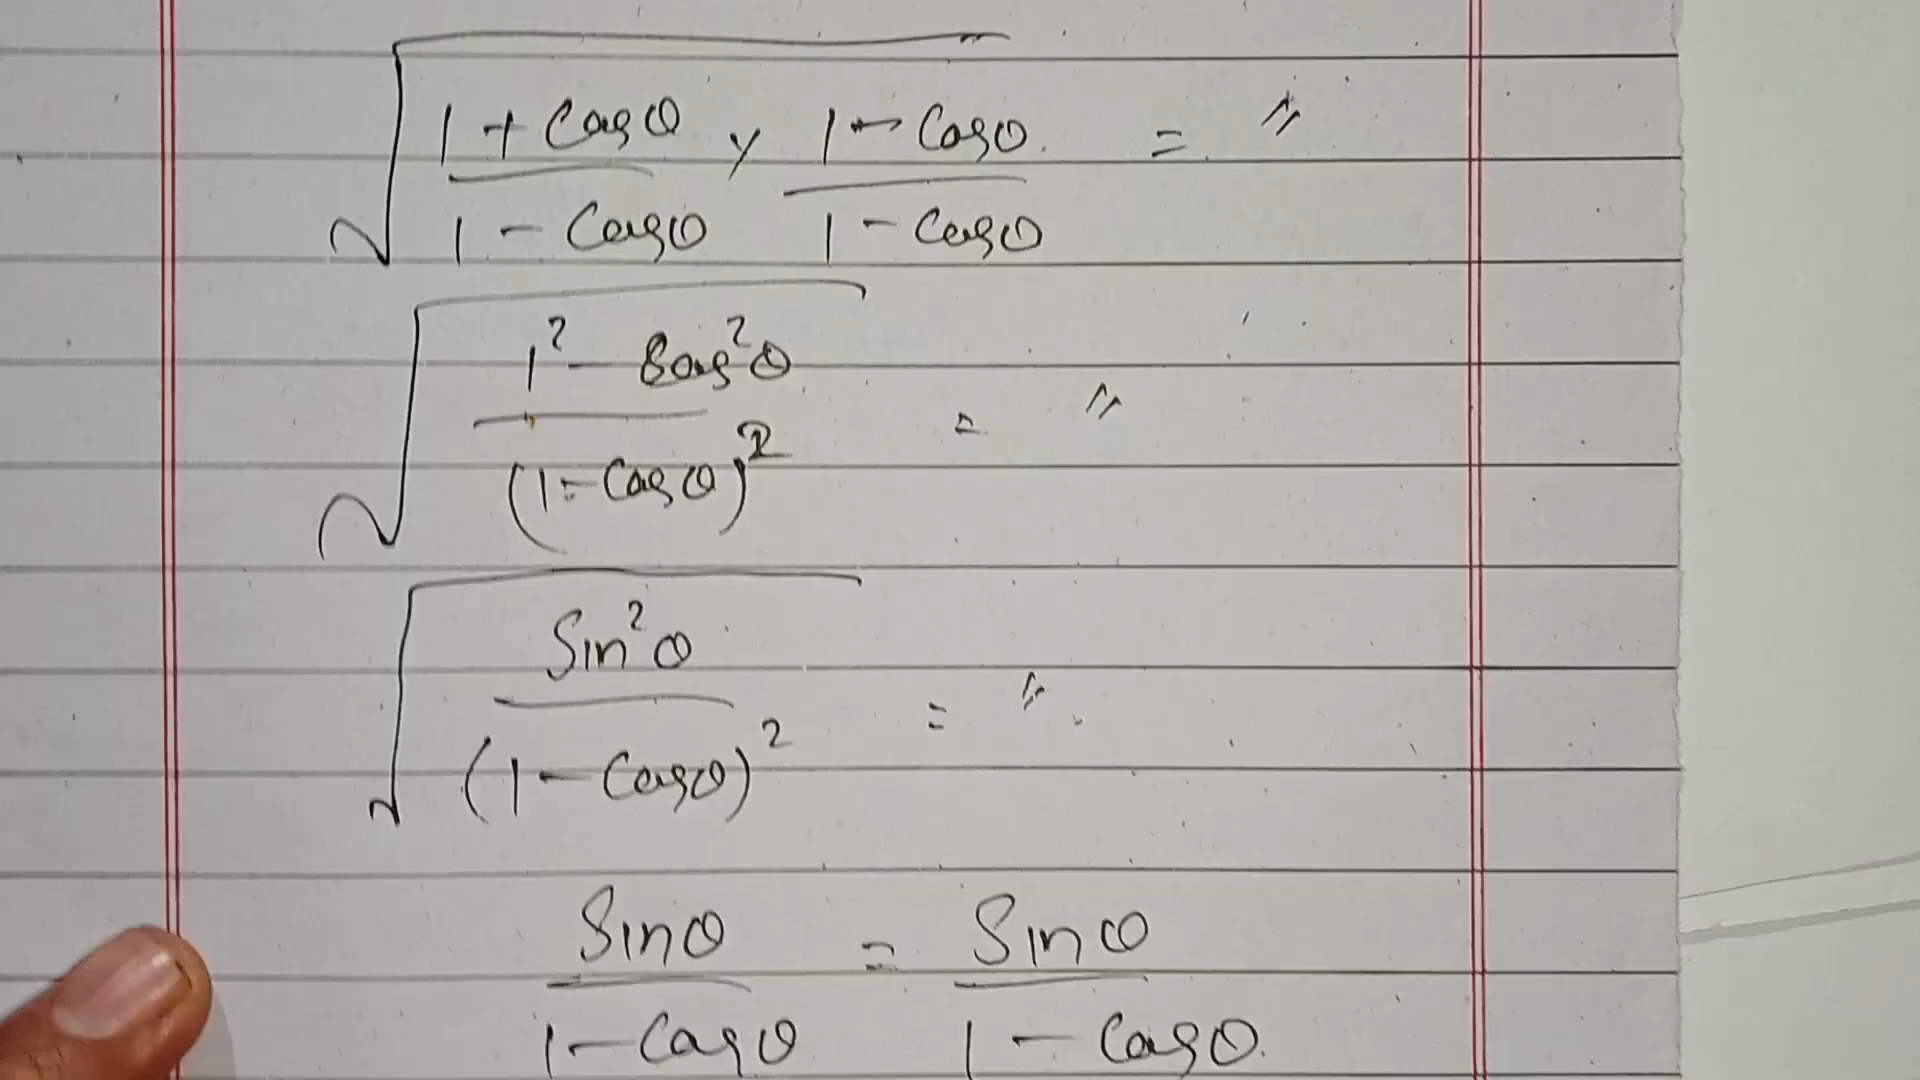 √((1 + Cosθ)/(1 - Cosθ) × (1 - Cosθ)/(1 - Cosθ)) = "
√((1² - Cos²θ)/(1 - Cosθ)²) = "
√(Sin²θ/(1 - Cosθ)²) = "
Sinθ/(1 - Cosθ) = Sinθ/(1 - Cosθ)